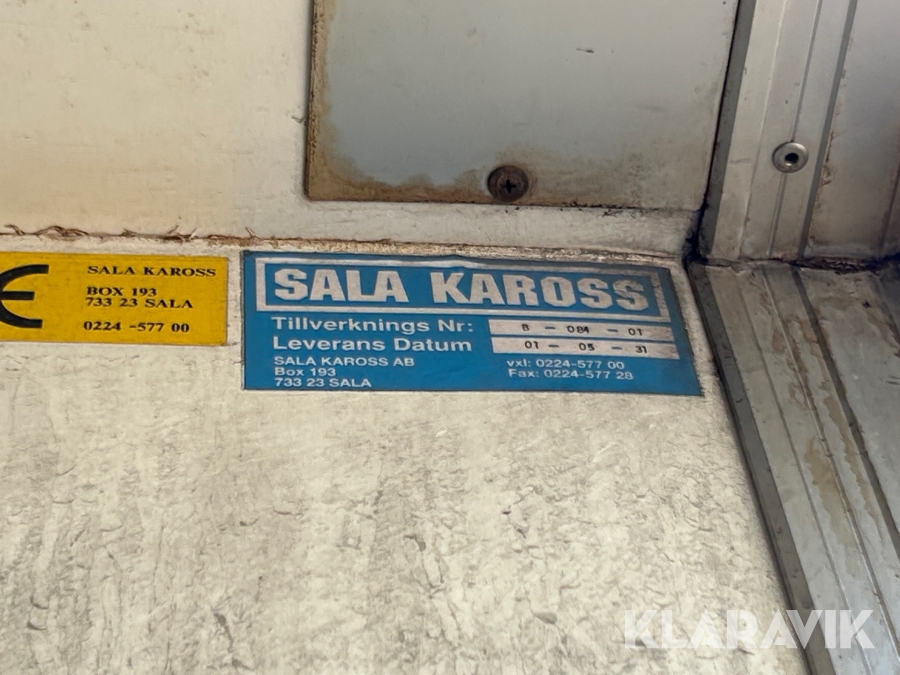 SALA KAROSS
BOX 193
733 23 SALA
0224 -577 00
SALA KAROSS
Tillverknings Nr: B - 084 - 01
Leverans Datum 01 - 05 - 31
SALA KAROSS AB
Box 193
733 23 SALA
vxl: 0224-577 00
Fax: 0224-577 28
KLARAVIK